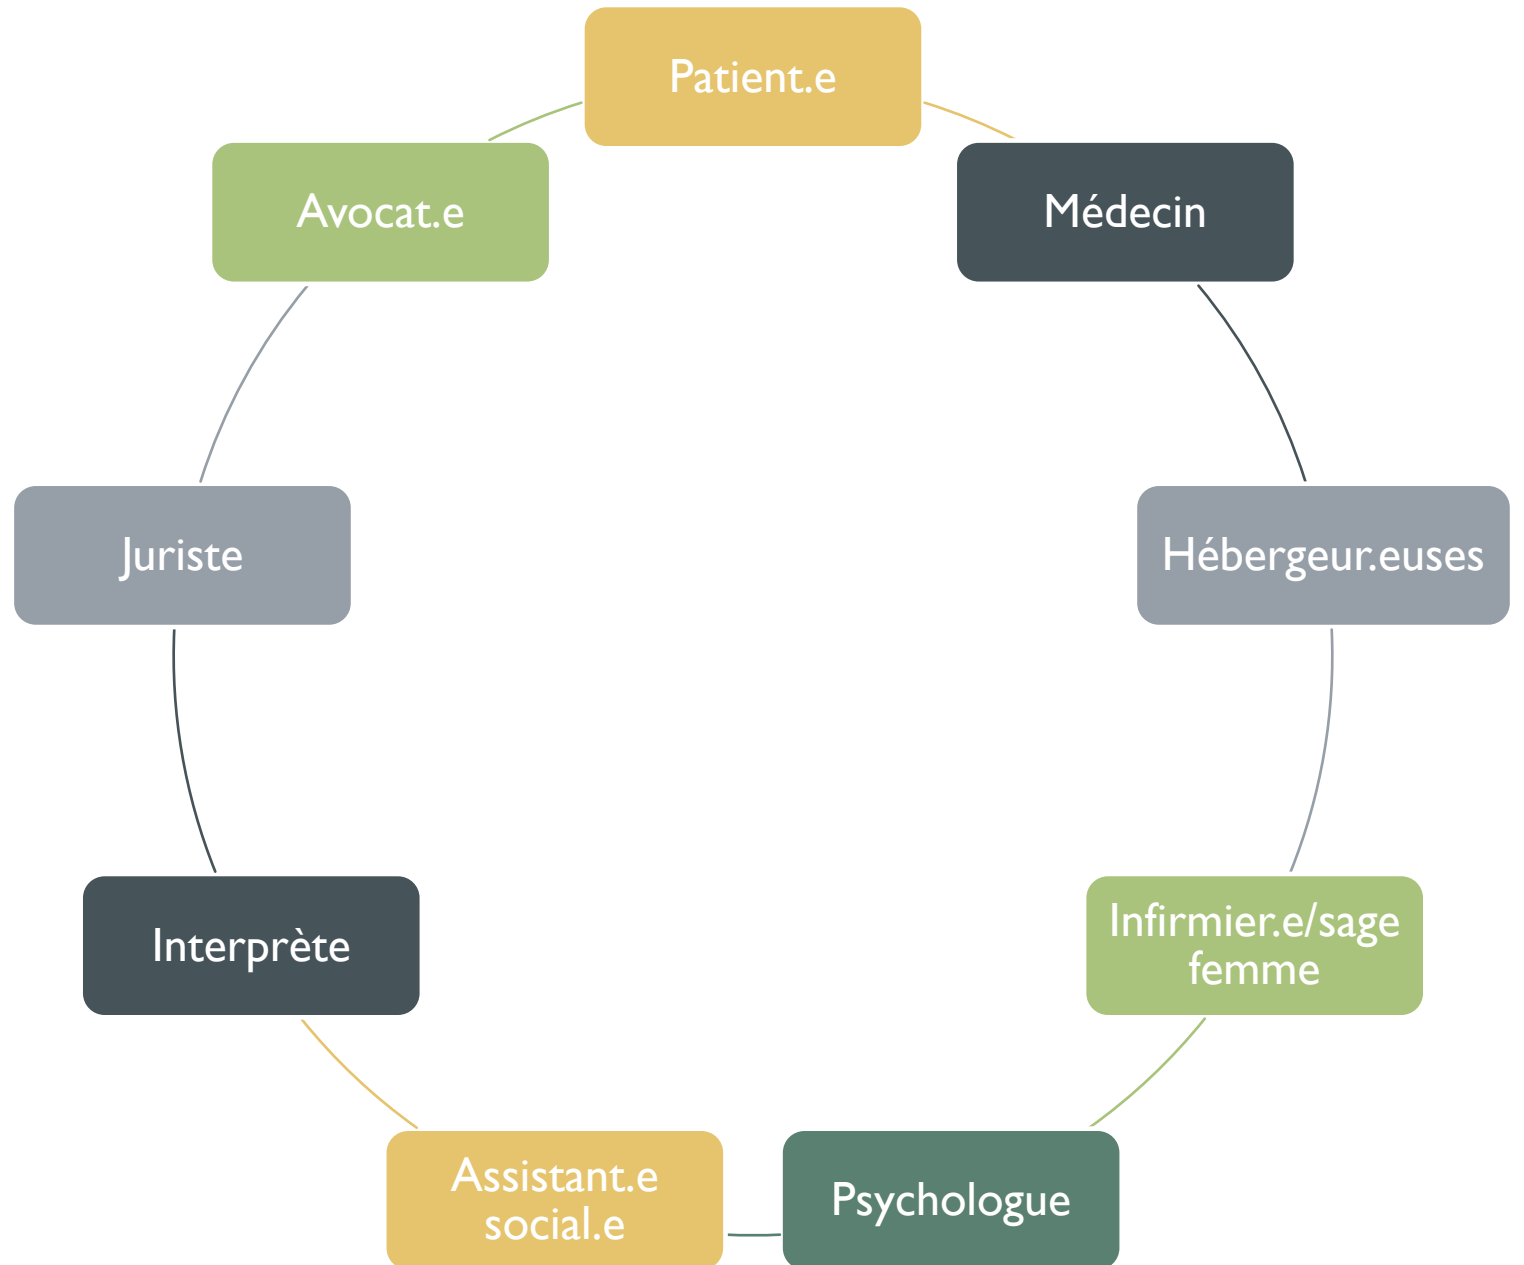 Patient.e
Médecin
Hébergeur.euses
Infirmier.e/sage
femme
Psychologue
Assistant.e
social.e
Interprète
Juriste
Avocat.e